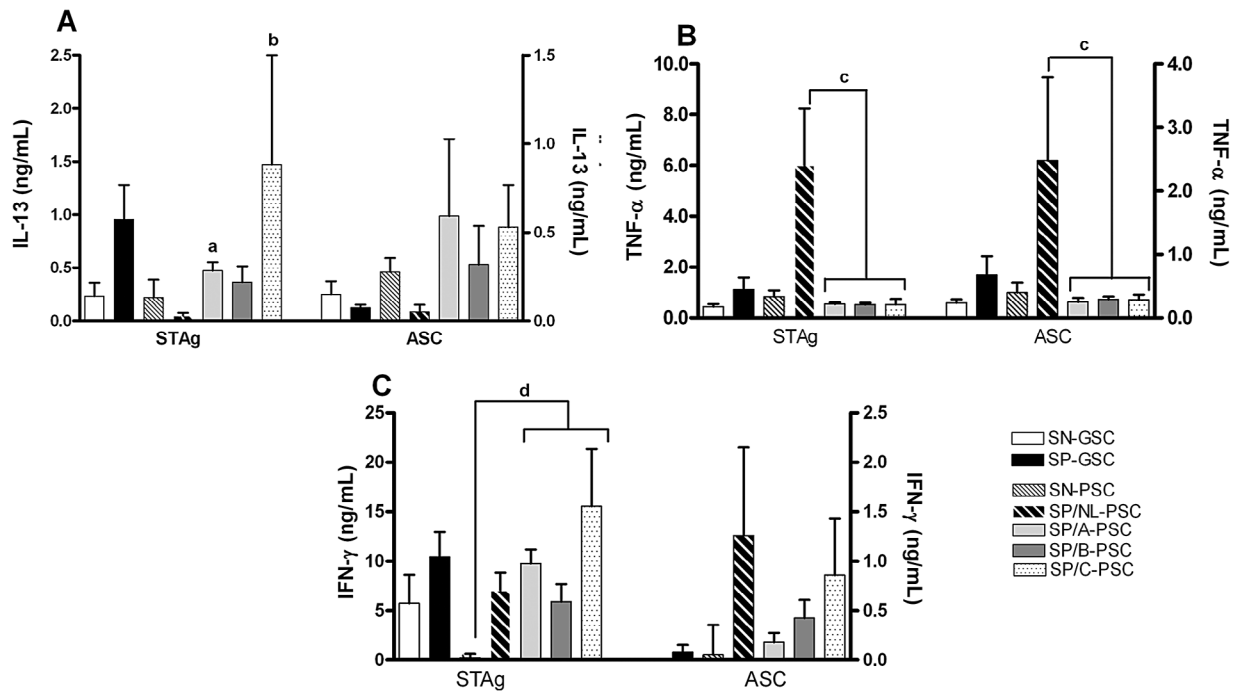 A
b
2.5
2.0
1.5
1.0
0.5
0.0
IL-13 (ng/mL)
a
1.5
1.0
0.5
0.0
IL-13 (ng/mL)
STAg
ASC
B
c
c
10.0
8.0
6.0
4.0
2.0
0.0
TNF-α (ng/mL)
4.0
3.0
2.0
1.0
0.0
TNF-α (ng/mL)
STAg
ASC
C
d
25
20
15
10
5
0
IFN-γ (ng/mL)
2.5
2.0
1.5
1.0
0.5
0.0
IFN-γ (ng/mL)
STAg
ASC
SN-GSC
SP-GSC
SN-PSC
SP/NL-PSC
SP/A-PSC
SP/B-PSC
SP/C-PSC